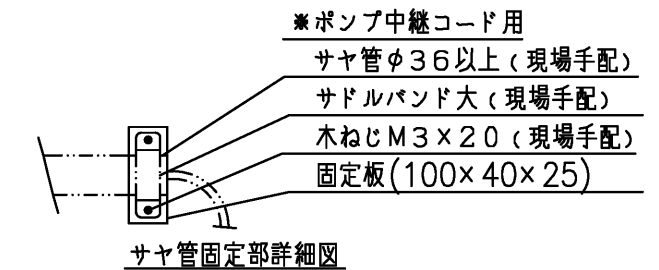 ※ポンプ中継コード用
サヤ管φ36以上(現場手配)
サドルバンド大(現場手配)
木ねじM3×20(現場手配)
固定板(100×40×25)
サヤ管固定部詳細図